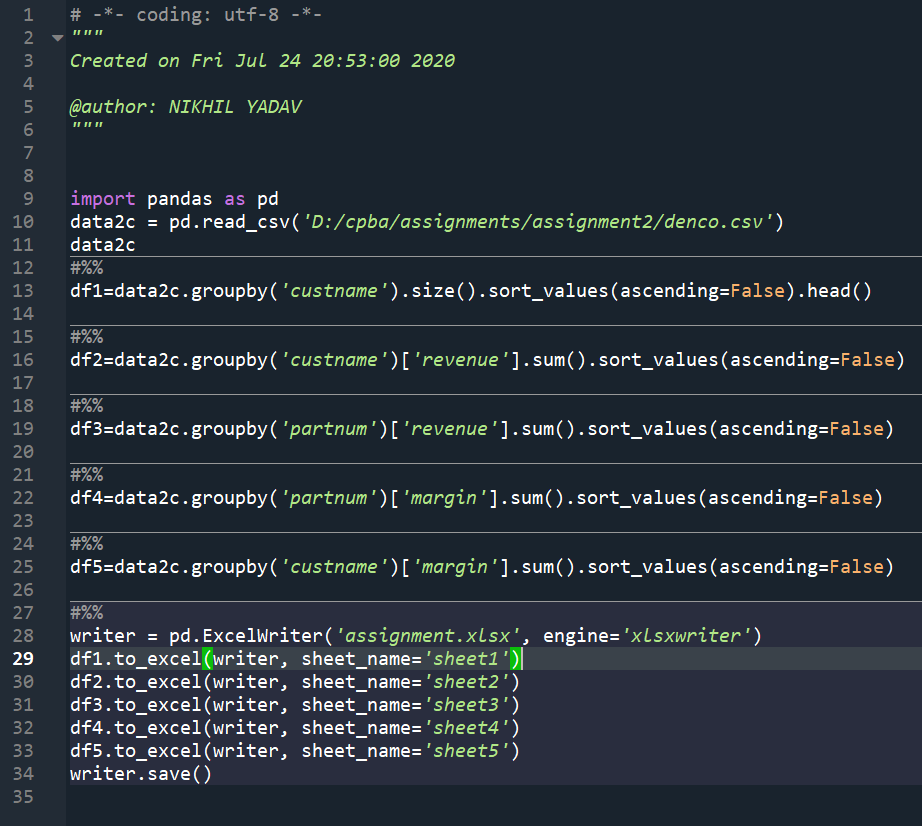 1 # -*- coding: utf-8 -*-
2 """
3 Created on Fri Jul 24 20:53:00 2020
4
5 @author: NIKHIL YADAV
6 """
7
8
9 import pandas as pd
10 data2c = pd.read_csv('D:/cpba/assignments/assignment2/denco.csv')
11 data2c
12 #%%
13 df1=data2c.groupby('custname').size().sort_values(ascending=False).head()
14
15 #%%
16 df2=data2c.groupby('custname')['revenue'].sum().sort_values(ascending=False)
17
18 #%%
19 df3=data2c.groupby('partnum')['revenue'].sum().sort_values(ascending=False)
20
21 #%%
22 df4=data2c.groupby('partnum')['margin'].sum().sort_values(ascending=False)
23
24 #%%
25 df5=data2c.groupby('custname')['margin'].sum().sort_values(ascending=False)
26
27 #%%
28 writer = pd.ExcelWriter('assignment.xlsx', engine='xlsxwriter')
29 df1.to_excel(writer, sheet_name='sheet1')
30 df2.to_excel(writer, sheet_name='sheet2')
31 df3.to_excel(writer, sheet_name='sheet3')
32 df4.to_excel(writer, sheet_name='sheet4')
33 df5.to_excel(writer, sheet_name='sheet5')
34 writer.save()
35